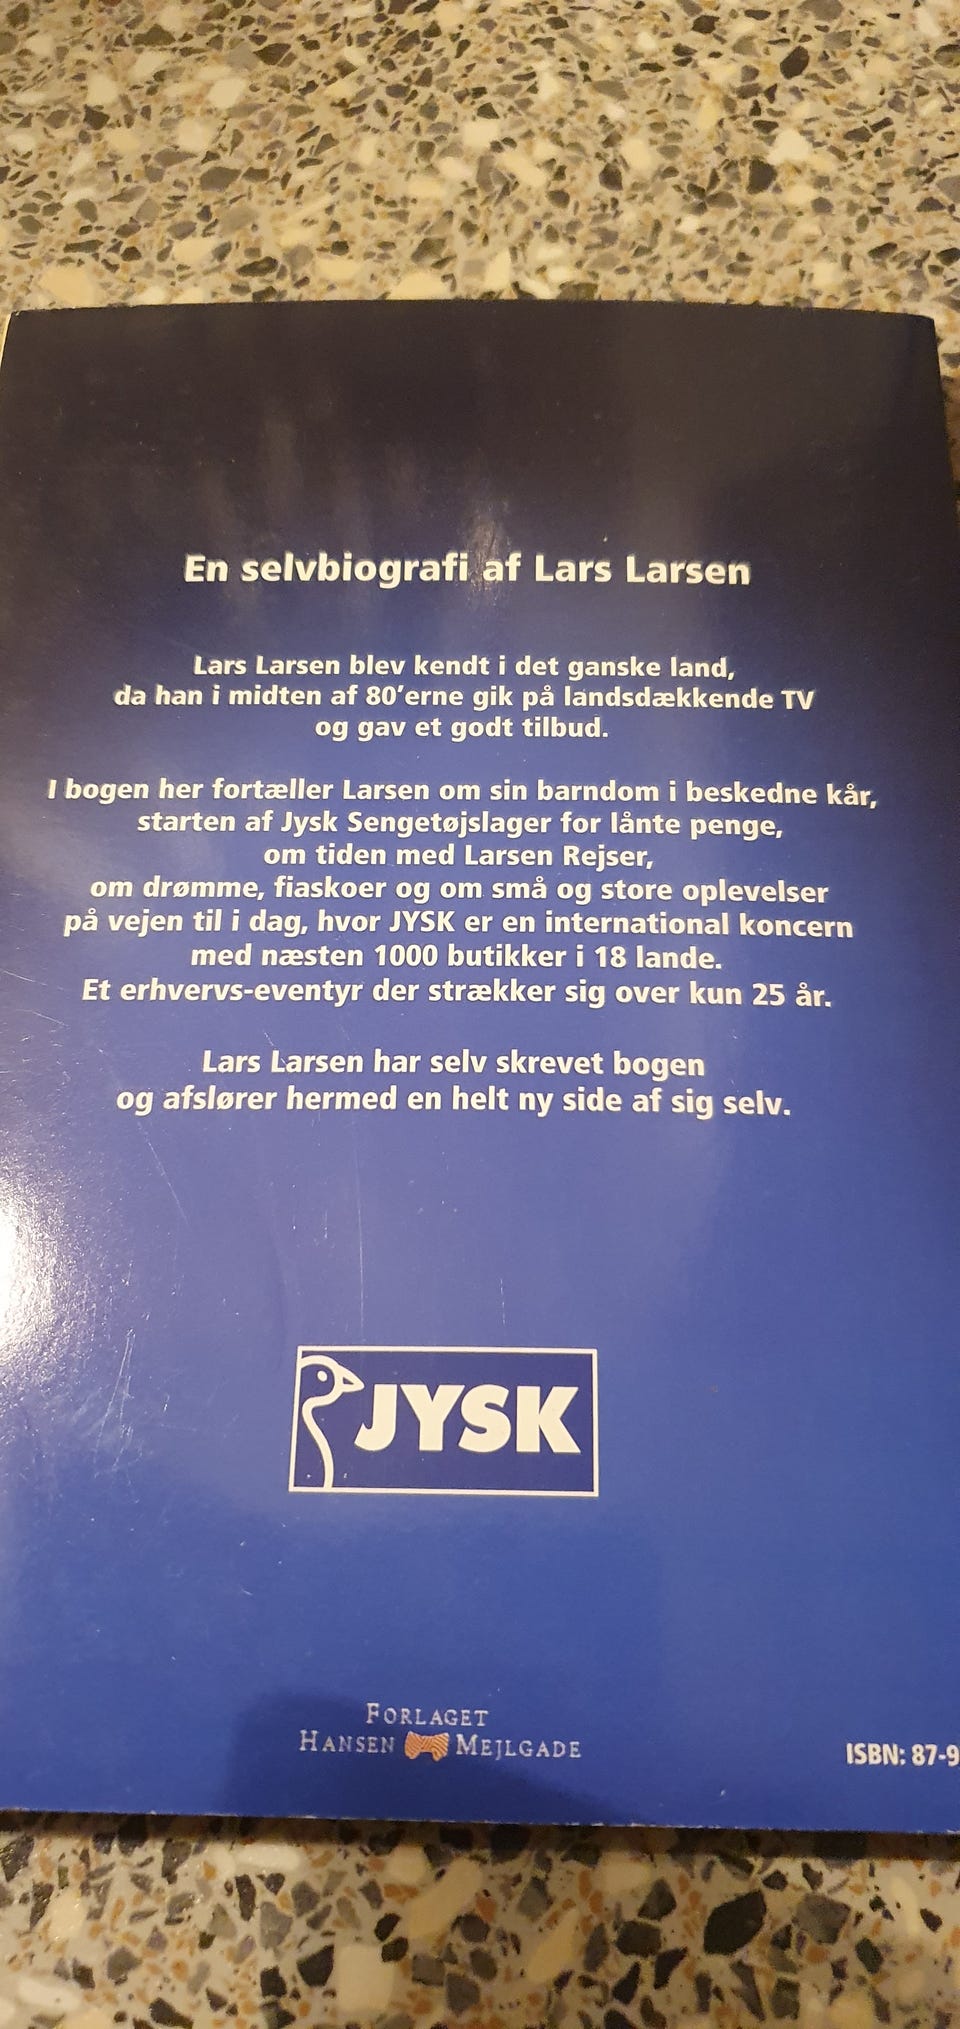 En selvbiografi af Lars Larsen
Lars Larsen blev kendt i det ganske land,
da han i midten af 80'erne gik på landsdækkende TV
og gav et godt tilbud.
I bogen her fortæller Larsen om sin barndom i beskedne kår,
starten af Jysk Sengetøjslager for lånte penge,
om tiden med Larsen Rejser,
om drømme, fiaskoer og om små og store oplevelser
på vejen til i dag, hvor JYSK er en international koncern
med næsten 1000 butikker i 18 lande.
Et erhvervs-eventyr der strækker sig over kun 25 år.
Lars Larsen har selv skrevet bogen
og afslører hermed en helt ny side af sig selv.
JYSK
FORLAGET
HANSEN MEJLGADE
ISBN: 87-9